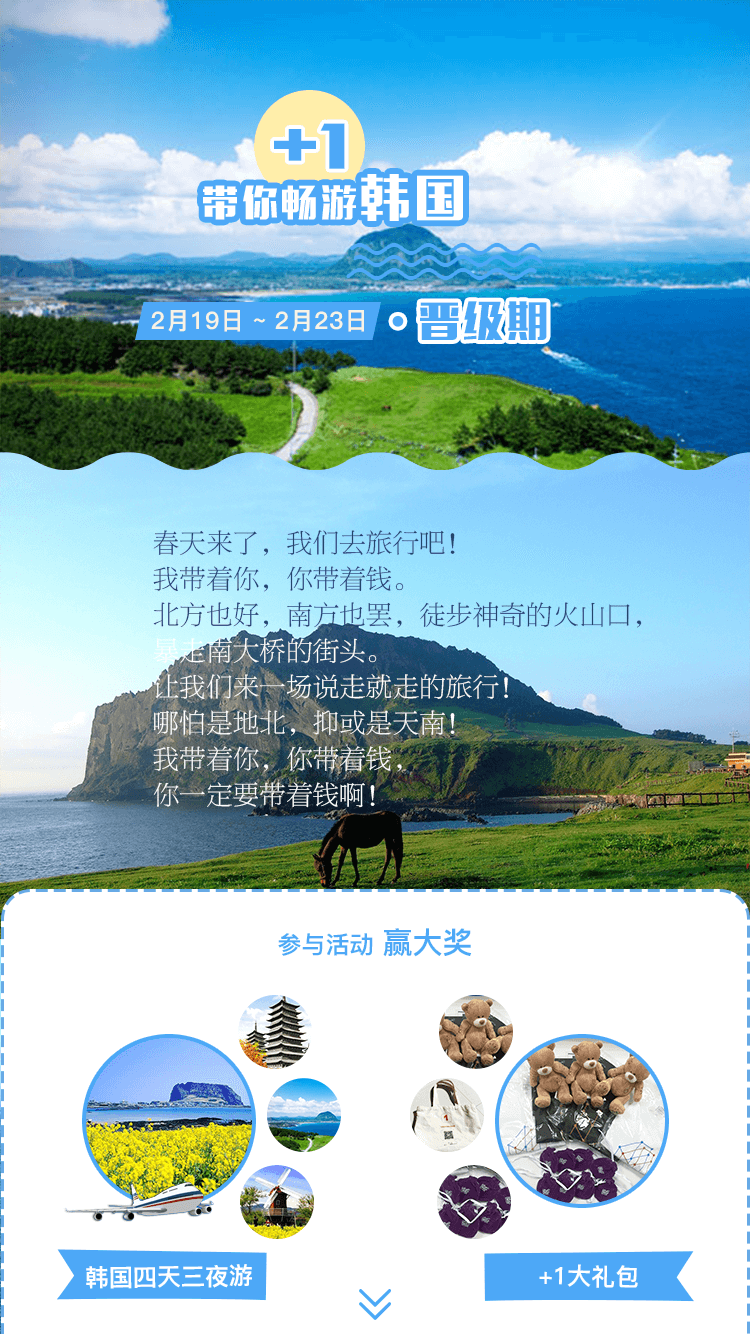 +1
带你畅游韩国
2月19日 ~ 2月23日
晋级期
春天来了，我们去旅行吧！
我带着你，你带着钱。
北方也好，南方也罢，徒步神奇的火山口，
暴走南大桥的街头。
让我们来一场说走就走的旅行！
哪怕是地北，抑或是天南！
我带着你，你带着钱，
你一定要带着钱啊！
参与活动 赢大奖
韩国四天三夜游
+1大礼包